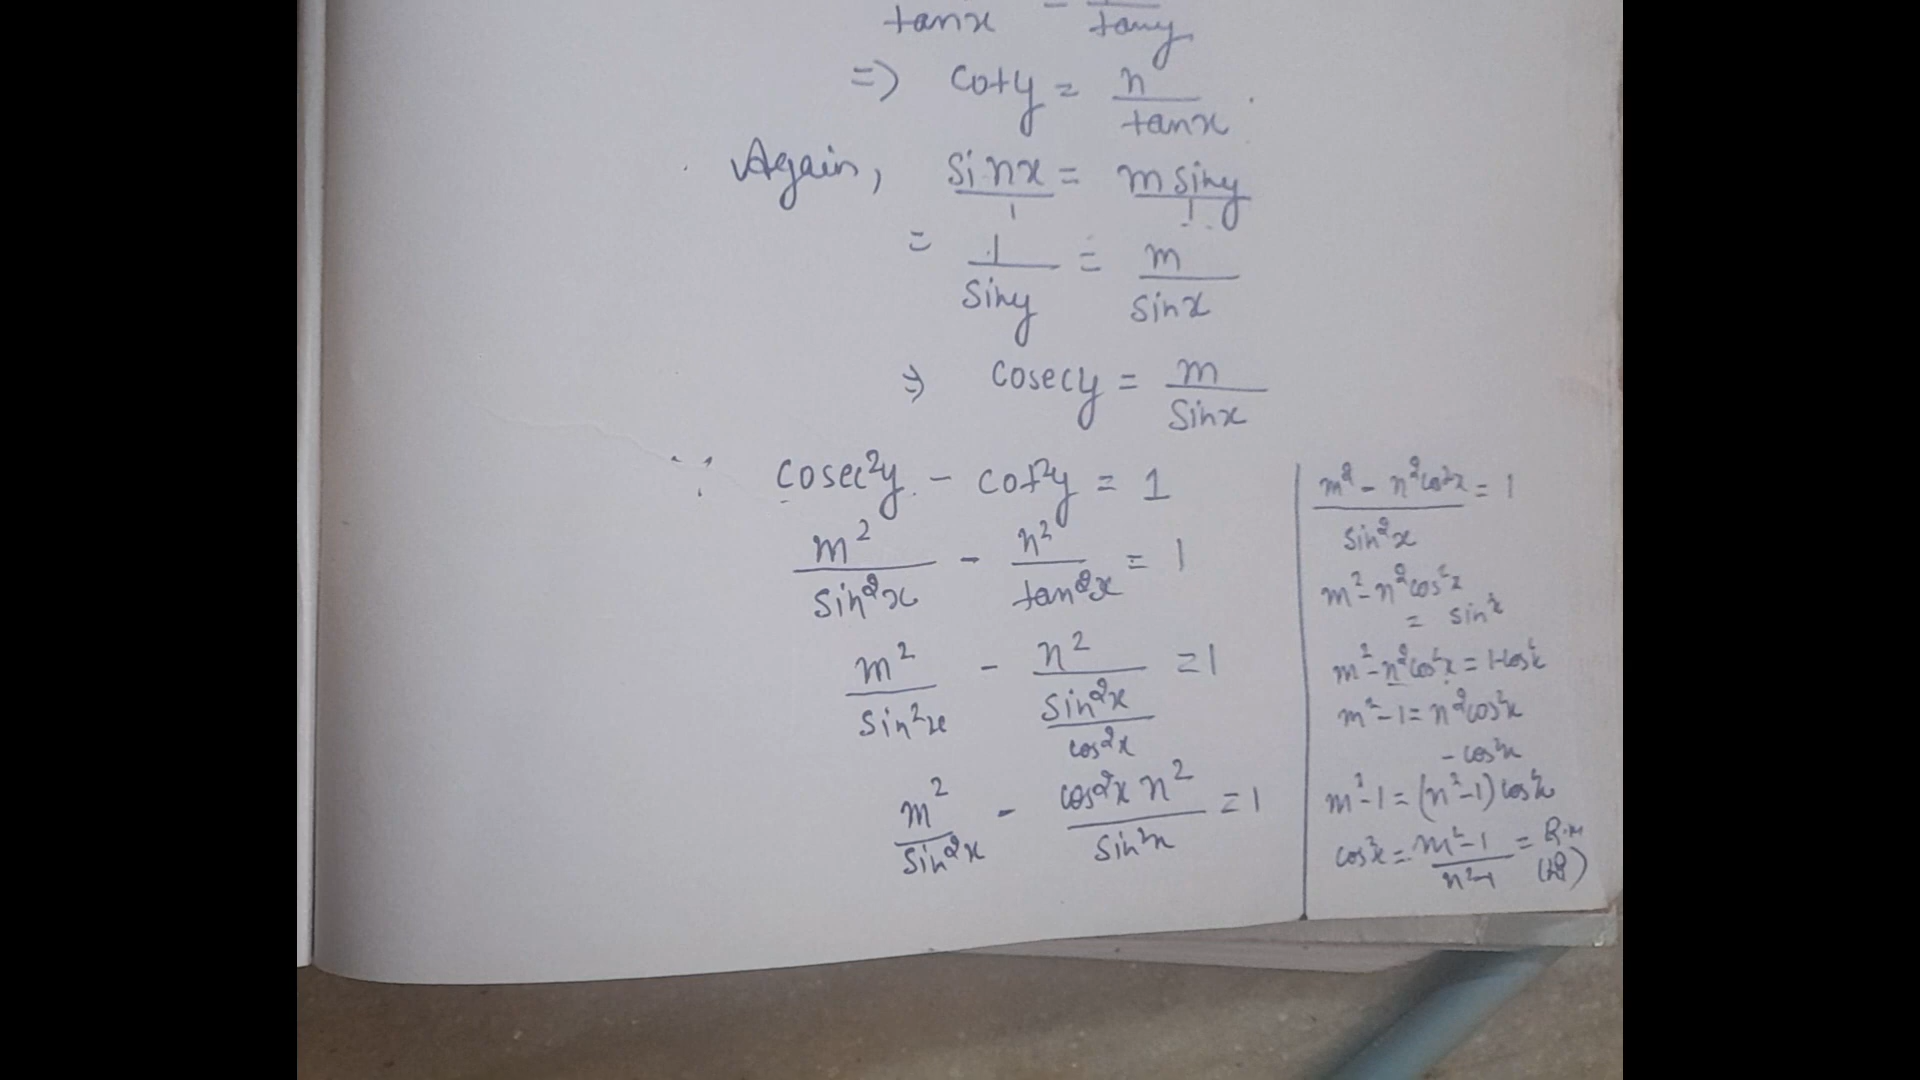 tanx = tany
=> coty = n/tanx
Again, sinx/1 = m siny/1
= 1/siny = m/sinx
⇒ cosecy = m/sinx
∵ cosec²y - cot²y = 1
m²/sin²x - n²/tan²x = 1
m²/sin²x - n²/(sin²x/cos²x) = 1
m²/sin²x - cos²x n²/sin²x = 1
m² - n²cos²x/sin²x = 1
m² - n²cos²x
= sin²x
m² - n²cos²x = 1-cos²x
m² - 1 = n²cos²x
- cos²x
m² - 1 = (n² - 1) cos²x
cos²x = m² - 1/n² - 1 =